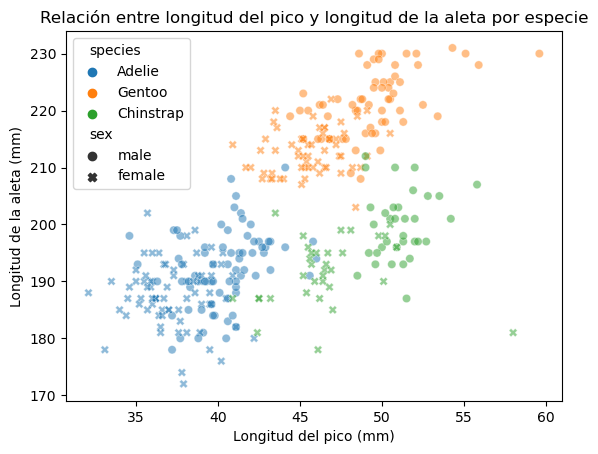 Relación entre longitud del pico y longitud de la aleta por especie
species
Adelie
Gentoo
Chinstrap
sex
male
female
Longitud de la aleta (mm)
230
220
210
200
190
180
170
35 40 45 50 55 60
Longitud del pico (mm)